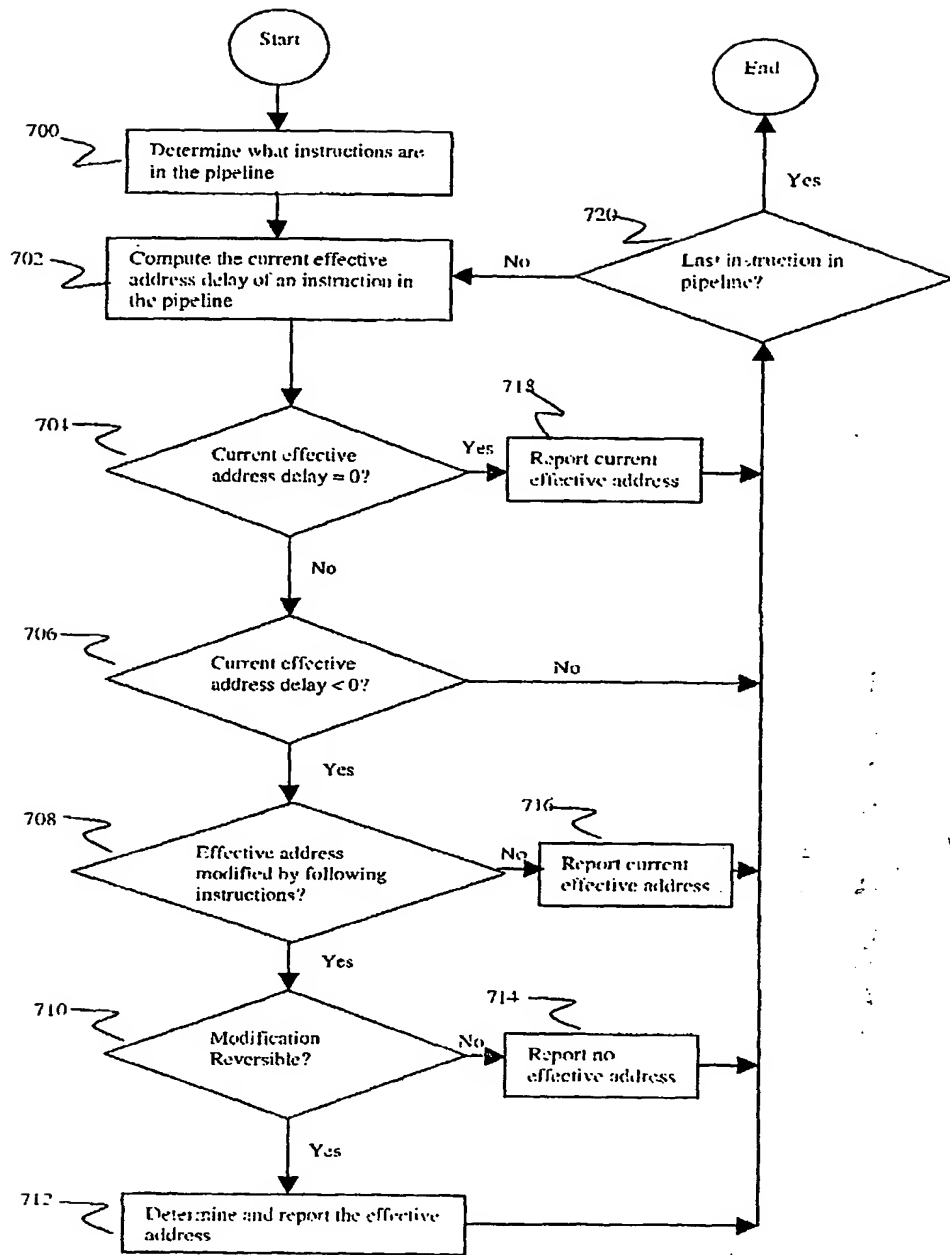 Start
End
700
Determine what instructions are
in the pipeline
Yes
720
702
Compute the current effective
address delay of an instruction in
the pipeline
No
Last instruction in
pipeline?
718
704
Current effective
address delay = 0?
Yes
Report current
effective address
No
706
Current effective
address delay < 0?
No
Yes
708
Effective address
modified by following
instructions?
No
716
Report current
effective address
Yes
710
Modification
Reversible?
No
714
Report no
effective address
Yes
712
Determine and report the effective
address